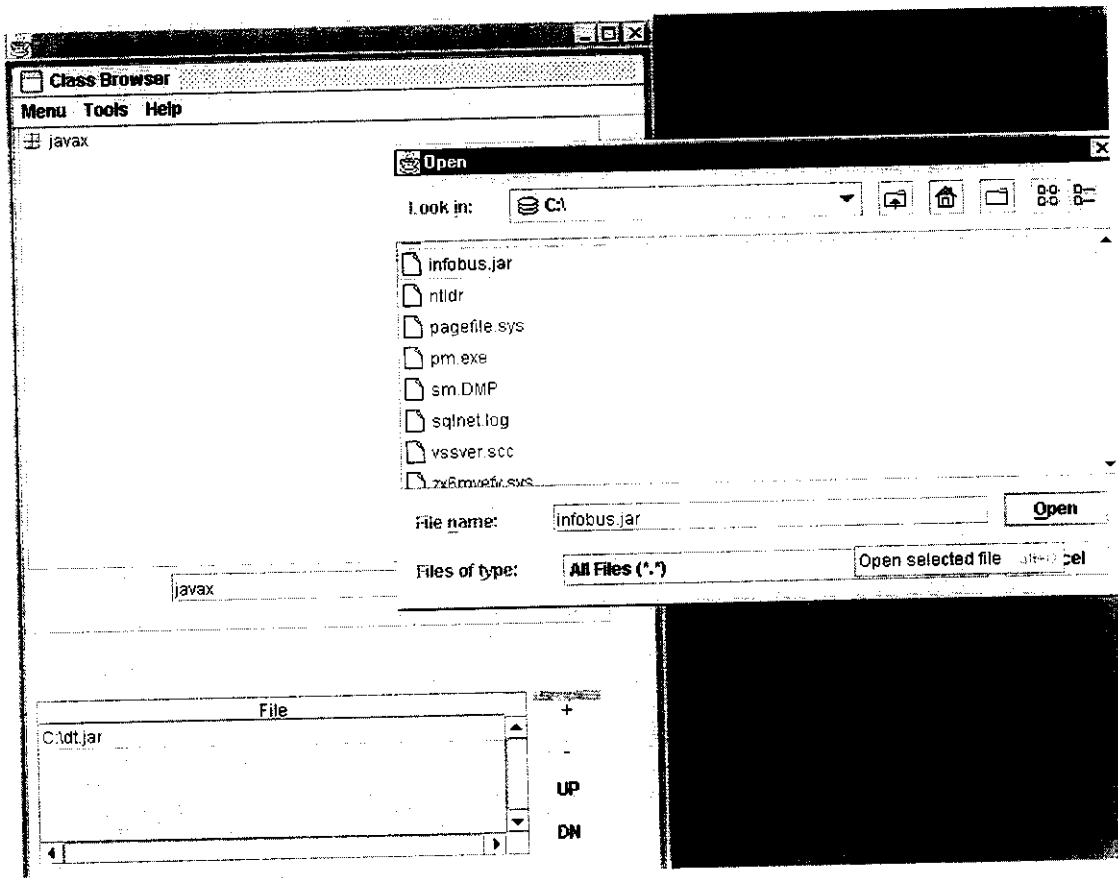 Class Browser
Menu Tools Help
javax
Open
Look in: C:\
infobus.jar
ntldr
pagefile.sys
pm.exe
sm.DMP
sqlnet.log
vssver.scc
File name: infobus.jar Open
Files of type: All Files (*.*) Open selected file cel
javax
File
C:\dt.jar
+
-
UP
DN